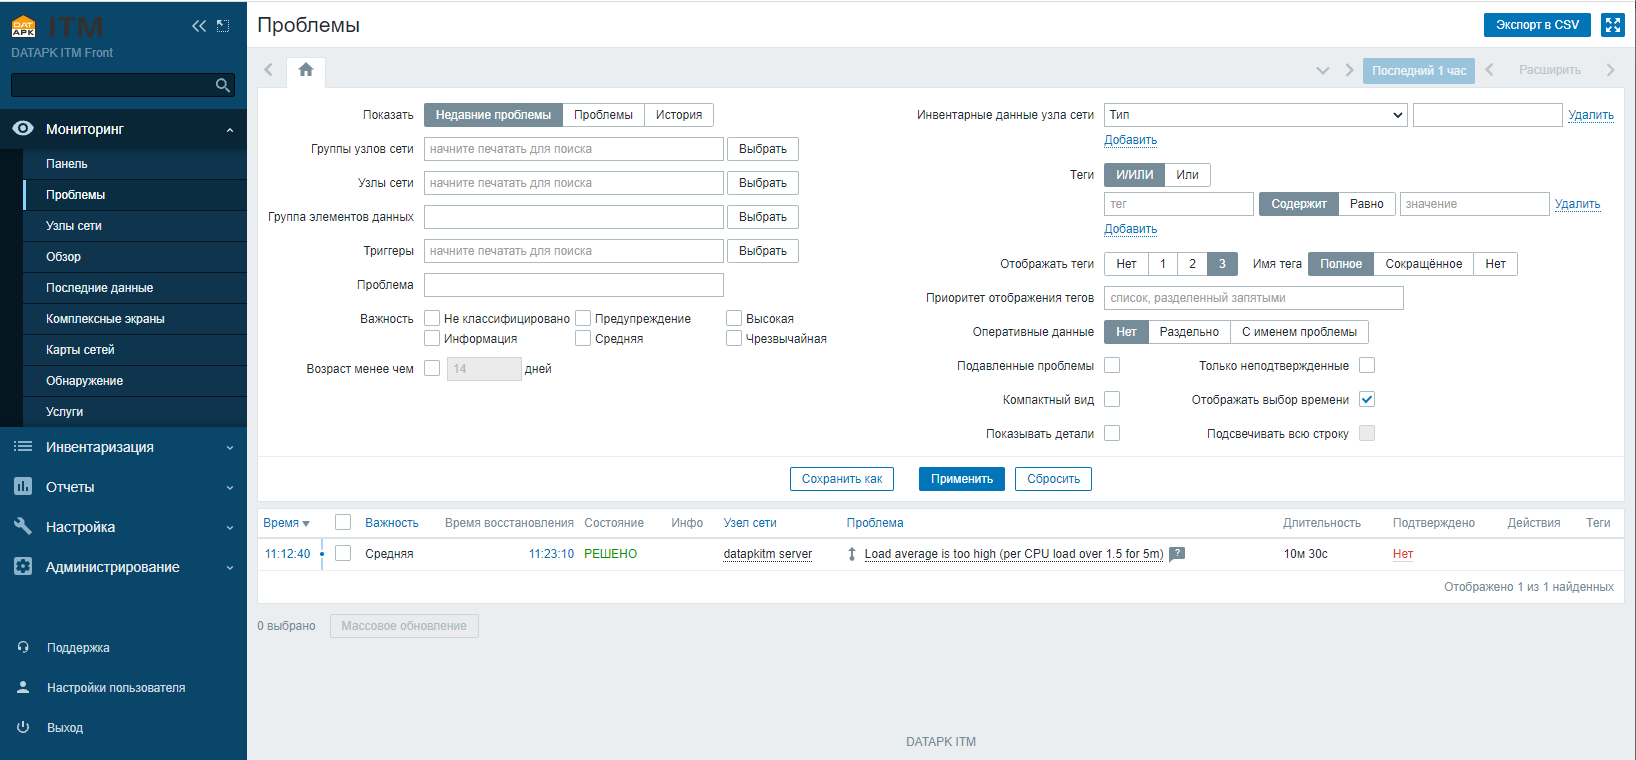 DATAPK ITM
DATAPK ITM Front
Мониторинг
Панель
Проблемы
Узлы сети
Обзор
Последние данные
Комплексные экраны
Карты сетей
Обнаружение
Услуги
Инвентаризация
Отчеты
Настройка
Администрирование
Поддержка
Настройки пользователя
Выход
Проблемы
Экспорт в CSV
Последний 1 час
Расширить
Показать Недавние проблемы Проблемы История
Группы узлов сети начните печатать для поиска Выбрать
Узлы сети начните печатать для поиска Выбрать
Группа элементов данных Выбрать
Триггеры начните печатать для поиска Выбрать
Проблема
Важность Не классифицировано Предупреждение Высокая
Информация Средняя Чрезвычайная
Возраст менее чем 14 дней
Инвентарные данные узла сети Тип Удалить
Добавить
Теги И/ИЛИ Или
тег Содержит Равно значение Удалить
Добавить
Отображать теги Нет 1 2 3 Имя тега Полное Сокращённое Нет
Приоритет отображения тегов список, разделенный запятыми
Оперативные данные Нет Раздельно С именем проблемы
Подавленные проблемы Только неподтвержденные
Компактный вид Отображать выбор времени
Показывать детали Подсвечивать всю строку
Сохранить как Применить Сбросить
Время Важность Время восстановления Состояние Инфо Узел сети Проблема Длительность Подтверждено Действия Теги
11:12:40 Средняя 11:23:10 РЕШЕНО datapkitm server Load average is too high (per CPU load over 1.5 for 5m) ? 10м 30с Нет
Отображено 1 из 1 найденных
0 выбрано Массовое обновление
DATAPK ITM